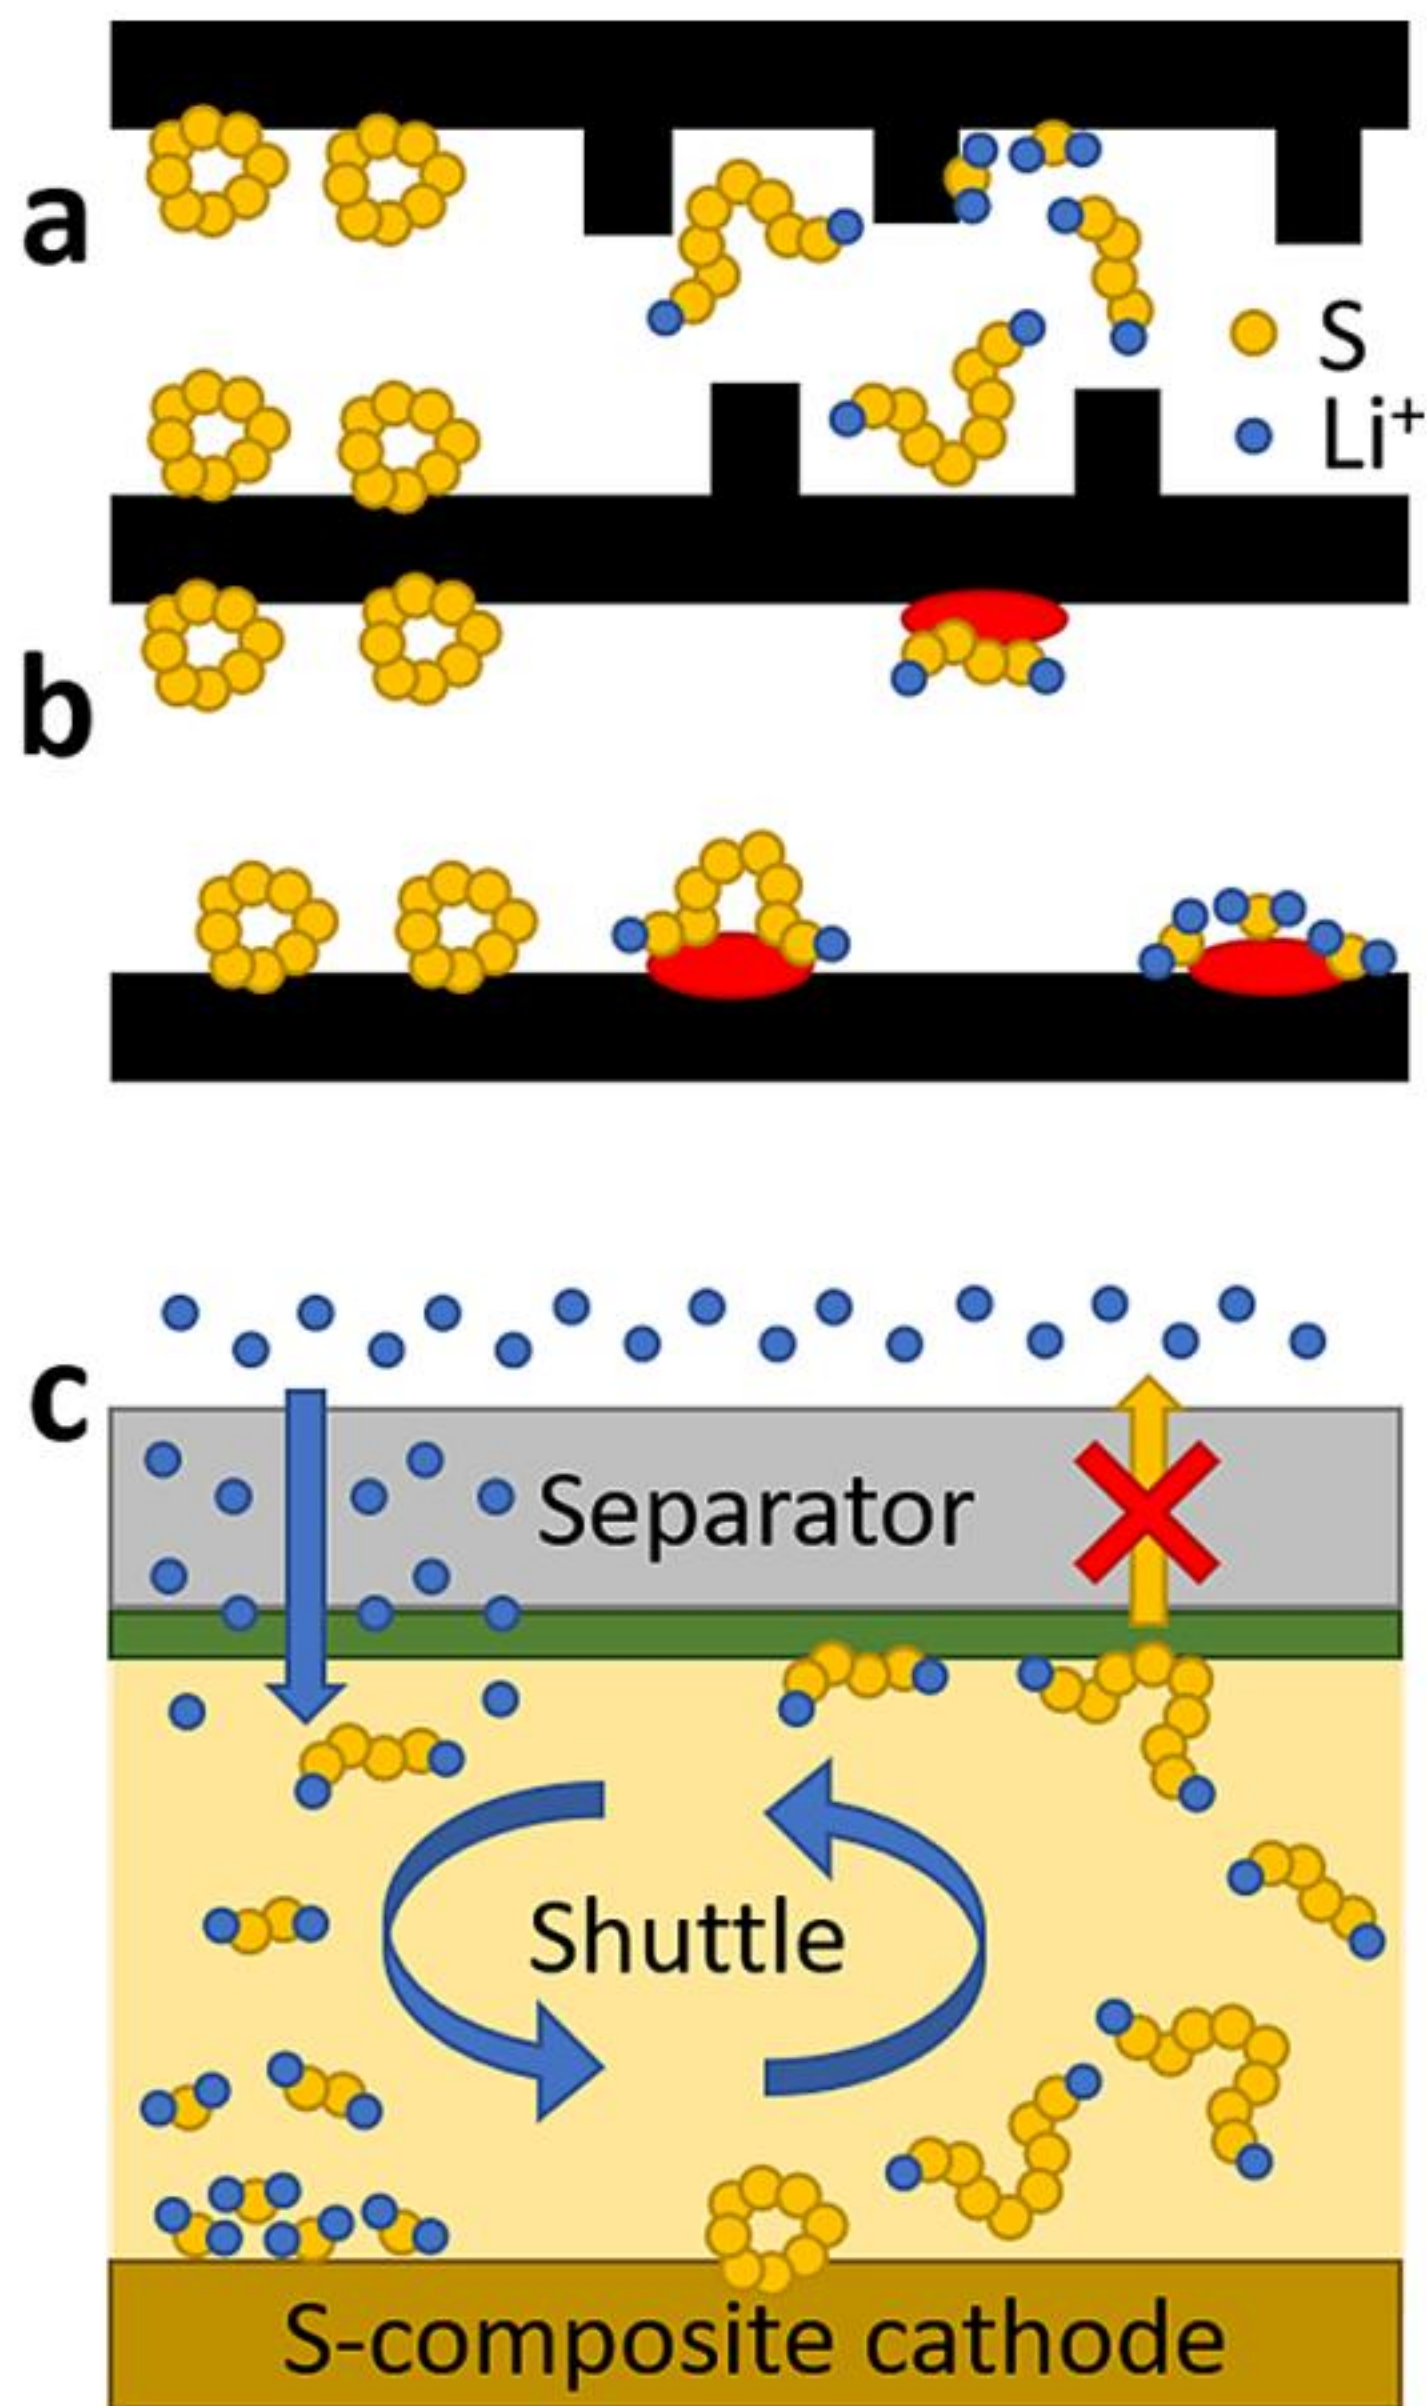 a
S
Li⁺
b
c
Separator
Shuttle
S-composite cathode